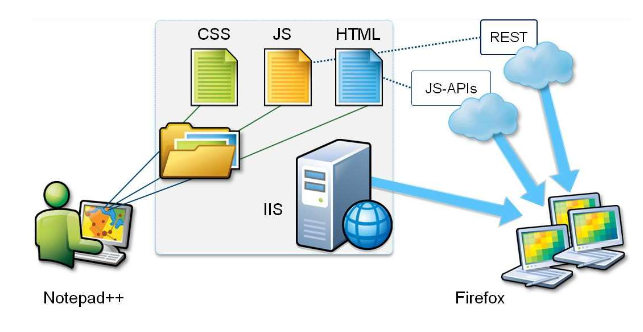 CSS
JS
HTML
REST
JS-APIs
IIS
Notepad++
Firefox